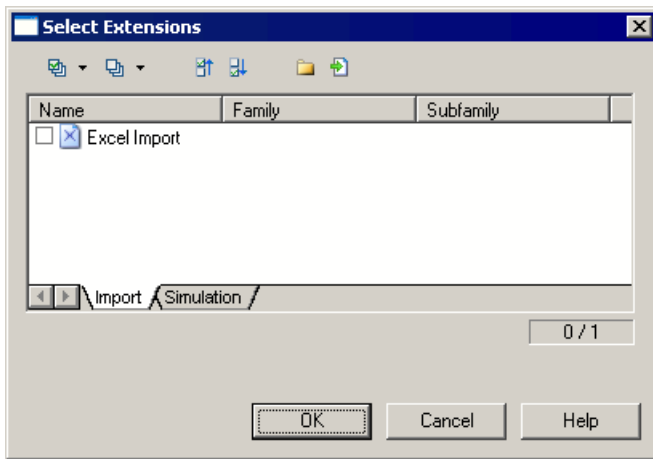 Select Extensions
Name Family Subfamily
Excel Import
Import Simulation
0 / 1
OK Cancel Help